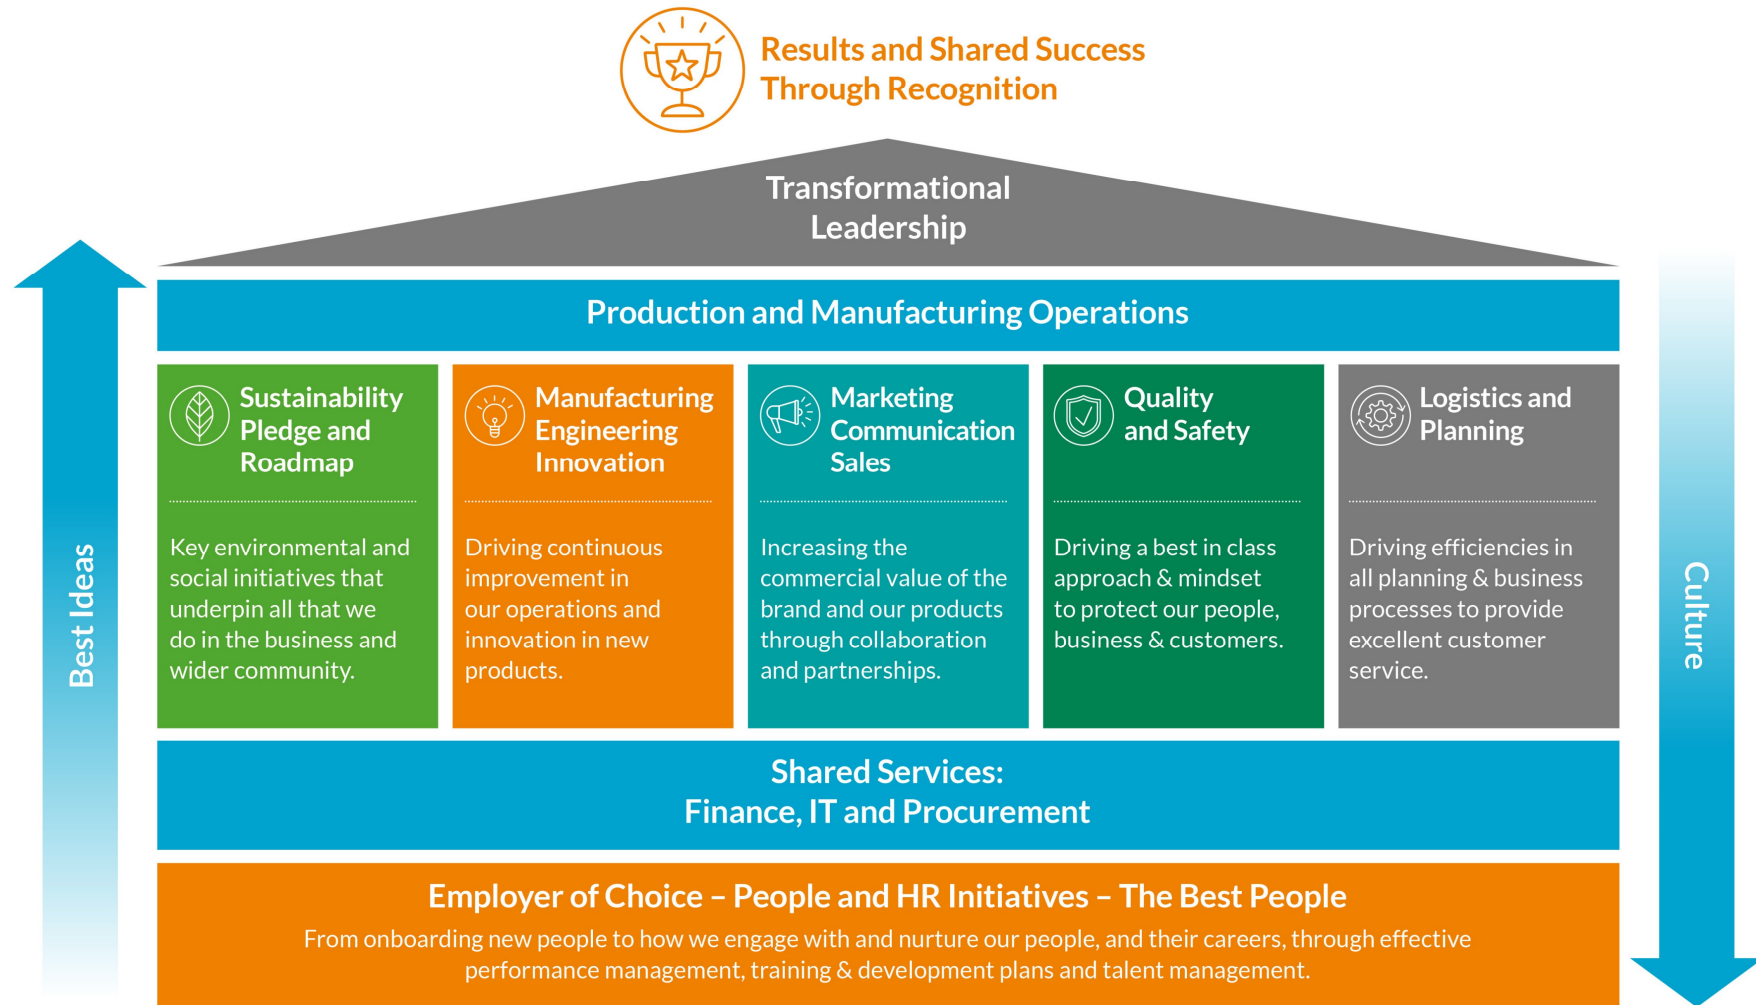 Results and Shared Success
Through Recognition
Transformational
Leadership
Production and Manufacturing Operations
Sustainability
Pledge and
Roadmap
Key environmental and
social initiatives that
underpin all that we
do in the business and
wider community.
Manufacturing
Engineering
Innovation
Driving continuous
improvement in
our operations and
innovation in new
products.
Marketing
Communication
Sales
Increasing the
commercial value of the
brand and our products
through collaboration
and partnerships.
Quality
and Safety
Driving a best in class
approach & mindset
to protect our people,
business & customers.
Logistics and
Planning
Driving efficiencies in
all planning & business
processes to provide
excellent customer
service.
Best Ideas
Culture
Shared Services:
Finance, IT and Procurement
Employer of Choice – People and HR Initiatives – The Best People
From onboarding new people to how we engage with and nurture our people, and their careers, through effective
performance management, training & development plans and talent management.